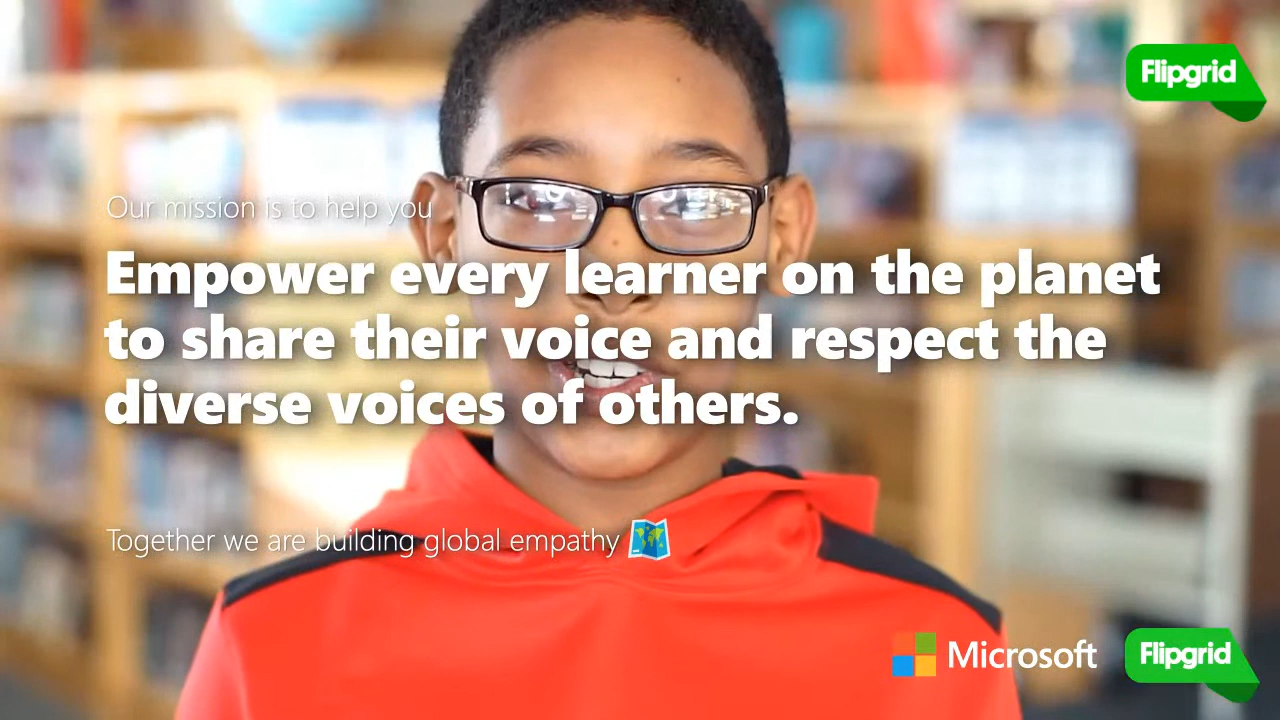 Flipgrid
Our mission is to help you
Empower every learner on the planet
to share their voice and respect the
diverse voices of others.
Together we are building global empathy
Microsoft Flipgrid